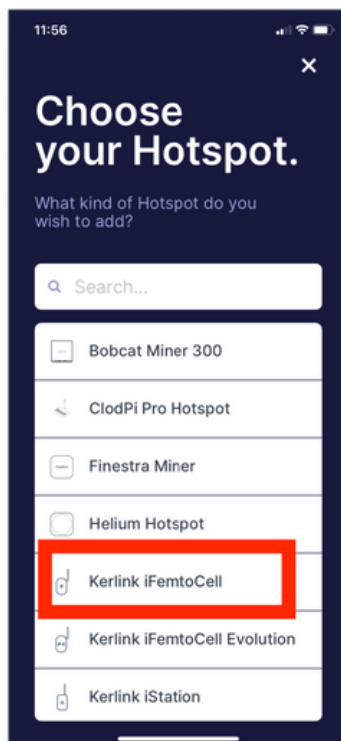 11:56
Choose
your Hotspot.
What kind of Hotspot do you
wish to add?
Search...
Bobcat Miner 300
ClodPi Pro Hotspot
Finestra Miner
Helium Hotspot
Kerlink iFemtoCell
Kerlink iFemtoCell Evolution
Kerlink iStation